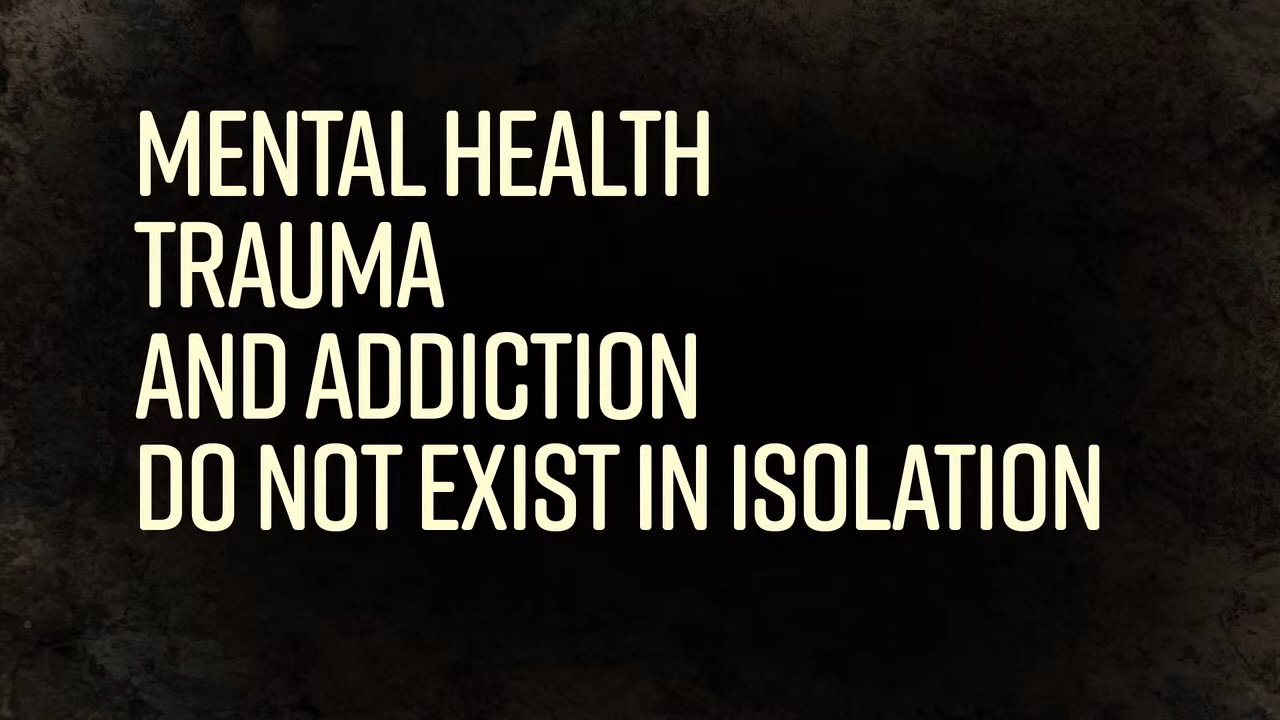 MENTAL HEALTH
TRAUMA
AND ADDICTION
DO NOT EXIST IN ISOLATION